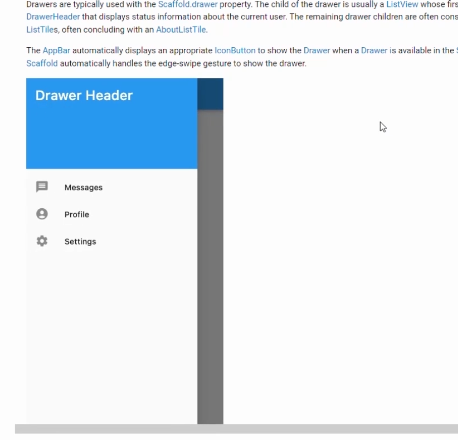 Drawers are typically used with the Scaffold.drawer property. The child of the drawer is usually a ListView whose firs
DrawerHeader that displays status information about the current user. The remaining drawer children are often cons
ListTiles, often concluding with an AboutListTile.
The AppBar automatically displays an appropriate IconButton to show the Drawer when a Drawer is available in the S
Scaffold automatically handles the edge-swipe gesture to show the drawer.
Drawer Header
Messages
Profile
Settings